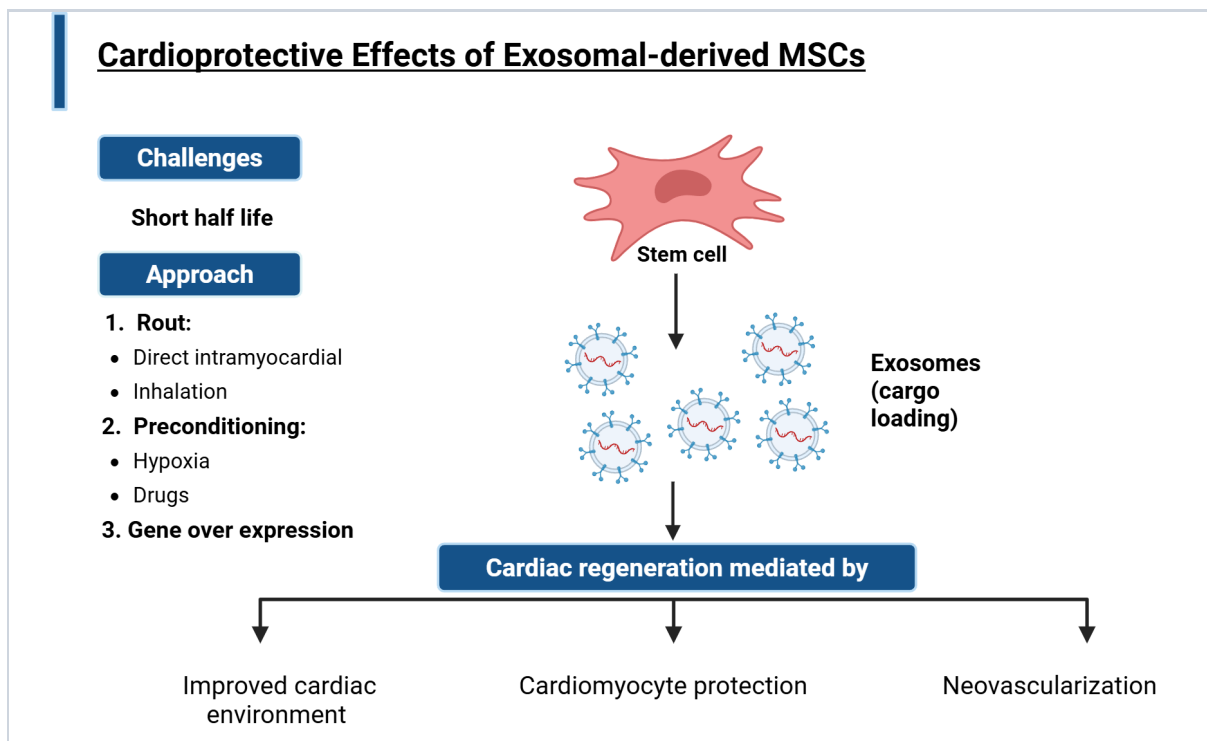 Cardioprotective Effects of Exosomal-derived MSCs
Challenges
Short half life
Approach
1. Rout:
• Direct intramyocardial
• Inhalation
2. Preconditioning:
• Hypoxia
• Drugs
3. Gene over expression
Stem cell
Exosomes
(cargo
loading)
Cardiac regeneration mediated by
Improved cardiac
environment
Cardiomyocyte protection
Neovascularization